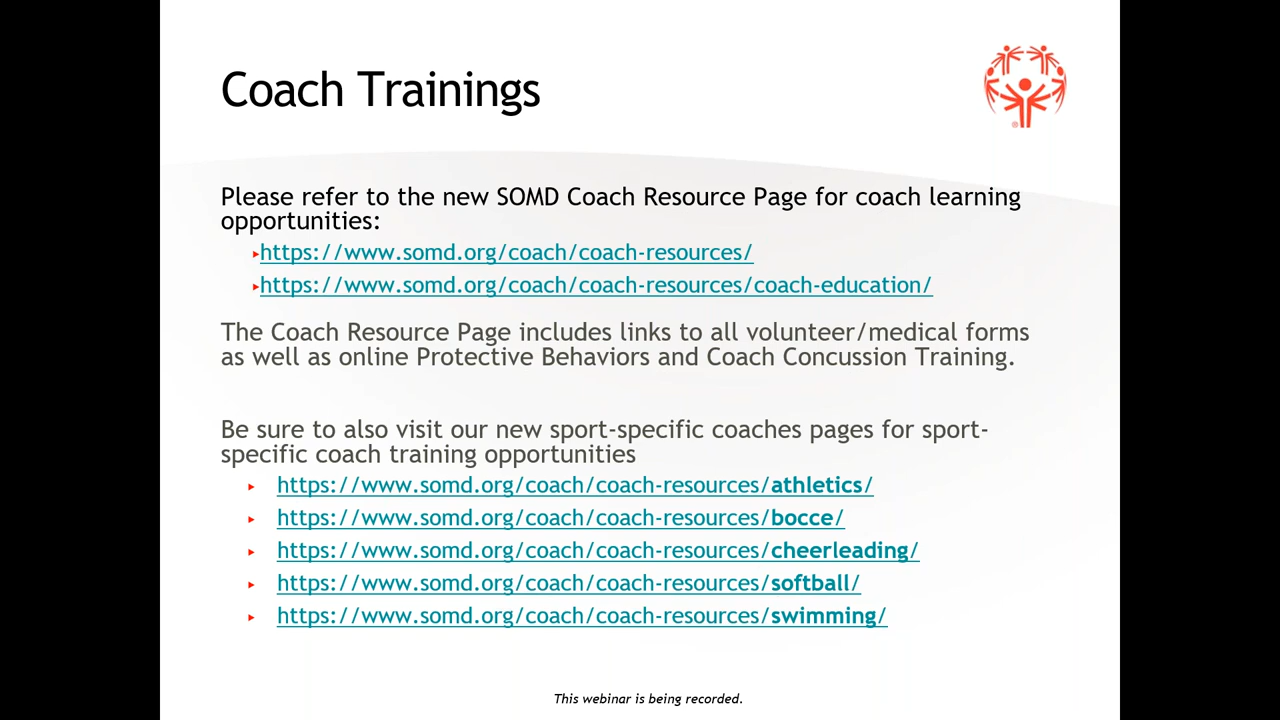 Coach Trainings
Please refer to the new SOMD Coach Resource Page for coach learning
opportunities:
https://www.somd.org/coach/coach-resources/
https://www.somd.org/coach/coach-resources/coach-education/
The Coach Resource Page includes links to all volunteer/medical forms
as well as online Protective Behaviors and Coach Concussion Training.
Be sure to also visit our new sport-specific coaches pages for sport-
specific coach training opportunities
https://www.somd.org/coach/coach-resources/athletics/
https://www.somd.org/coach/coach-resources/bocce/
https://www.somd.org/coach/coach-resources/cheerleading/
https://www.somd.org/coach/coach-resources/softball/
https://www.somd.org/coach/coach-resources/swimming/
This webinar is being recorded.